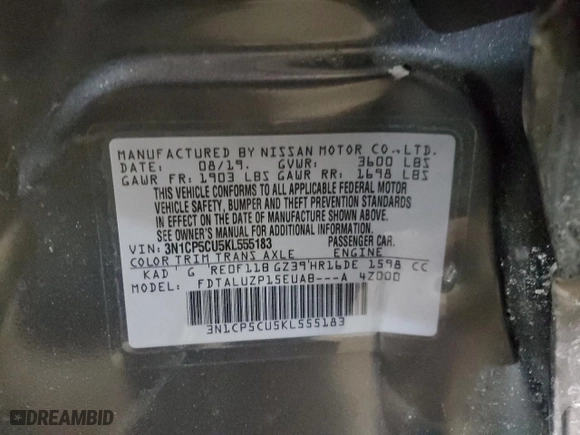 MANUFACTURED BY NISSAN MOTOR CO.,LTD.
DATE: 08/19. GVWR: 3600 LBS
GAWR FR: 1903 LBS GAWR RR: 1698 LBS
THIS VEHICLE CONFORMS TO ALL APPLICABLE FEDERAL MOTOR
VEHICLE SAFETY, BUMPER AND THEFT PREVENTION STANDARDS
IN EFFECT ON THE DATE OF MANUFACTURE SHOWN ABOVE.
SEE OWNER'S MANUAL FOR ADDITIONAL INFORMATION.
VIN: 3N1CP5CU5KL555183 PASSENGER CAR.
COLOR TRIM TRANS AXLE ENGINE
KAD G 'RE0F11B GZ39'HR16DE 1598 CC
MODEL: FDTALUZP15EUA8---A 4Z000
3N1CP5CU5KL555183
DREAMBID